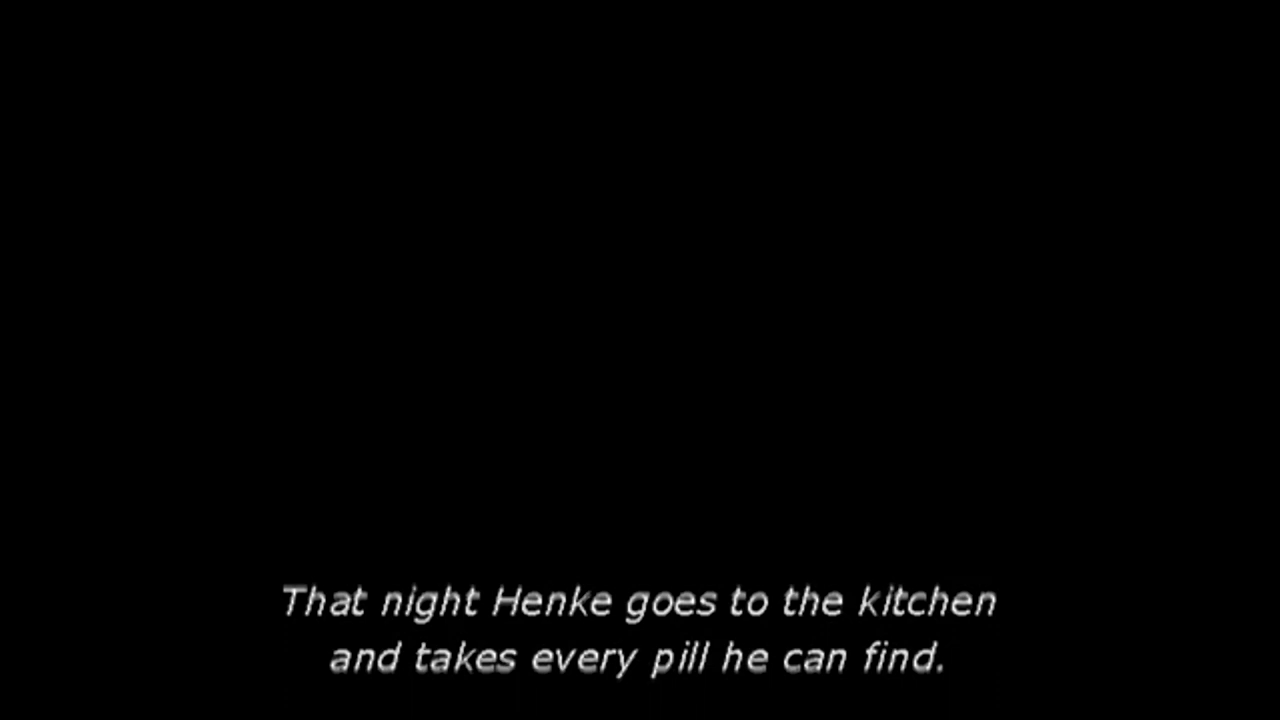 That night Henke goes to the kitchen
and takes every pill he can find.